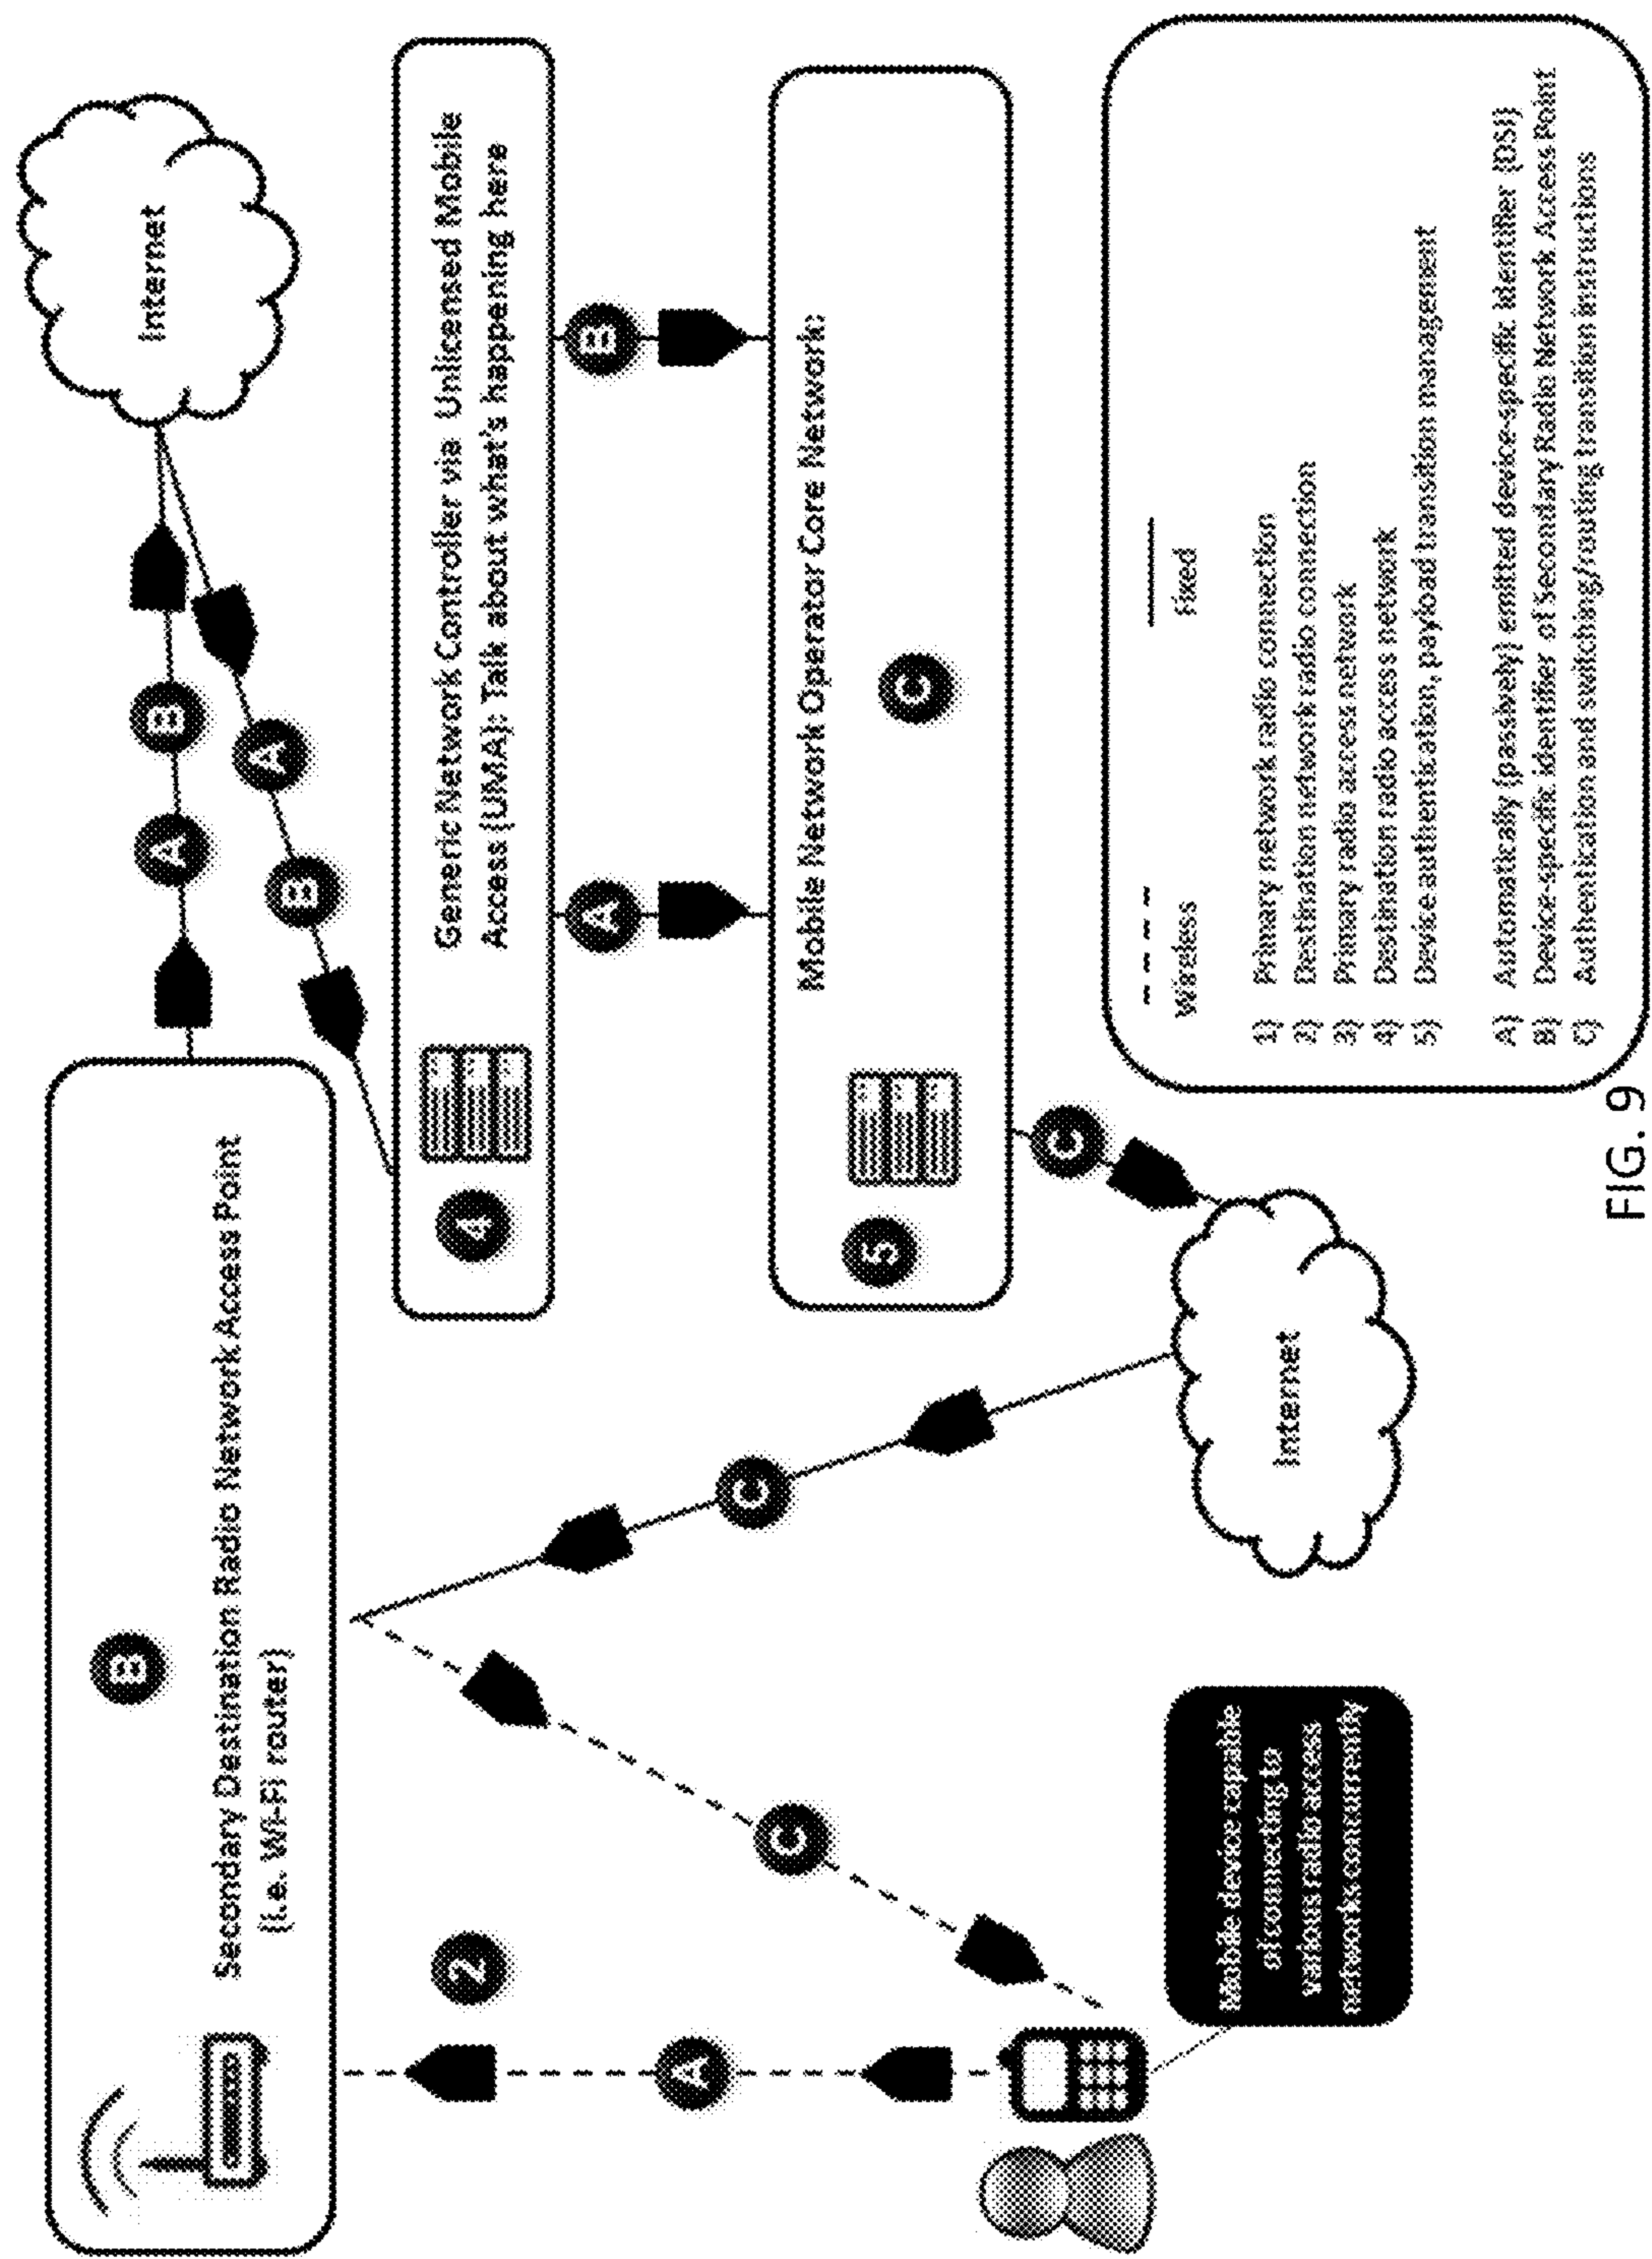 B
Secondary Destination Radio Network Access Point
(i.e. Wi-Fi router)
A
B
B
A
Internet
4
Generic Network Controller via Unlicensed Mobile
Access (UMA): Talk about what's happening here
2
A
C
C
A
B
5
Mobile Network Operator Core Network:
C
C
Internet
Mobile device capable
of connecting to
various radio access
networks concurrently
Wireless
Fixed
1) Primary network radio connection
2) Destination network radio connection
3) Primary radio access network
4) Destination radio access network
5) Device authentication, payload transition management
A) Automatically (passively) emitted device-specific identifier (DSI)
B) Device-specific identifier of Secondary Radio Network Access Point
C) Authentication and switching/routing transition instructions
FIG. 9